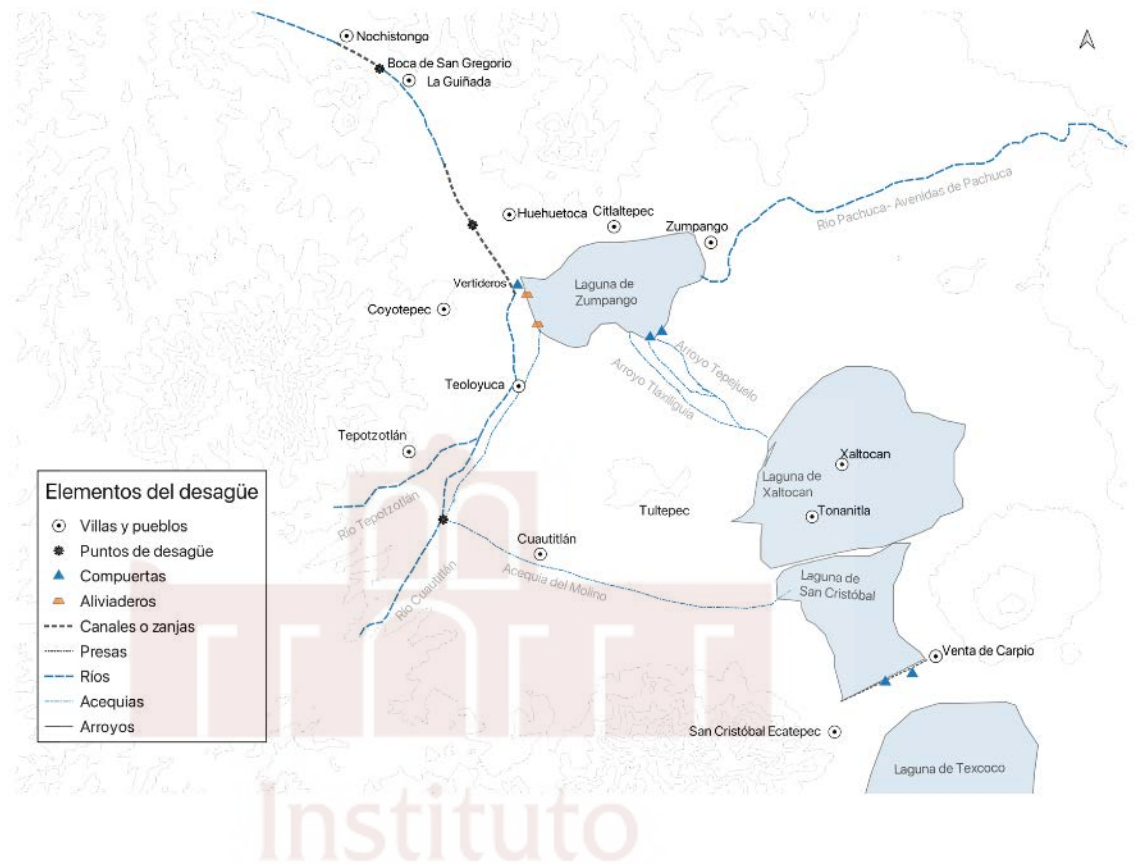 Nochistongo
Boca de San Gregorio
La Guiñada
Río Pachuca- Avenidas de Pachuca
Huehuetoca
Citlaltepec
Zumpango
Vertideros
Laguna de
Zumpango
Coyotepec
Arroyo Tepejuelo
Arroyo Tlaxiliguia
Teoloyuca
Tepotzotlán
Xaltocan
Laguna de
Xaltocan
Elementos del desagüe
Villas y pueblos
Puntos de desagüe
Compuertas
Aliviaderos
Canales o zanjas
Presas
Ríos
Acequias
Arroyos
Río Tepotzotlán
Tultepec
Tonanitla
Cuautitlán
Acequia del Molino
Río Cuautitlán
Laguna de
San Cristóbal
Venta de Carpio
San Cristóbal Ecatepec
Laguna de Texcoco
Instituto